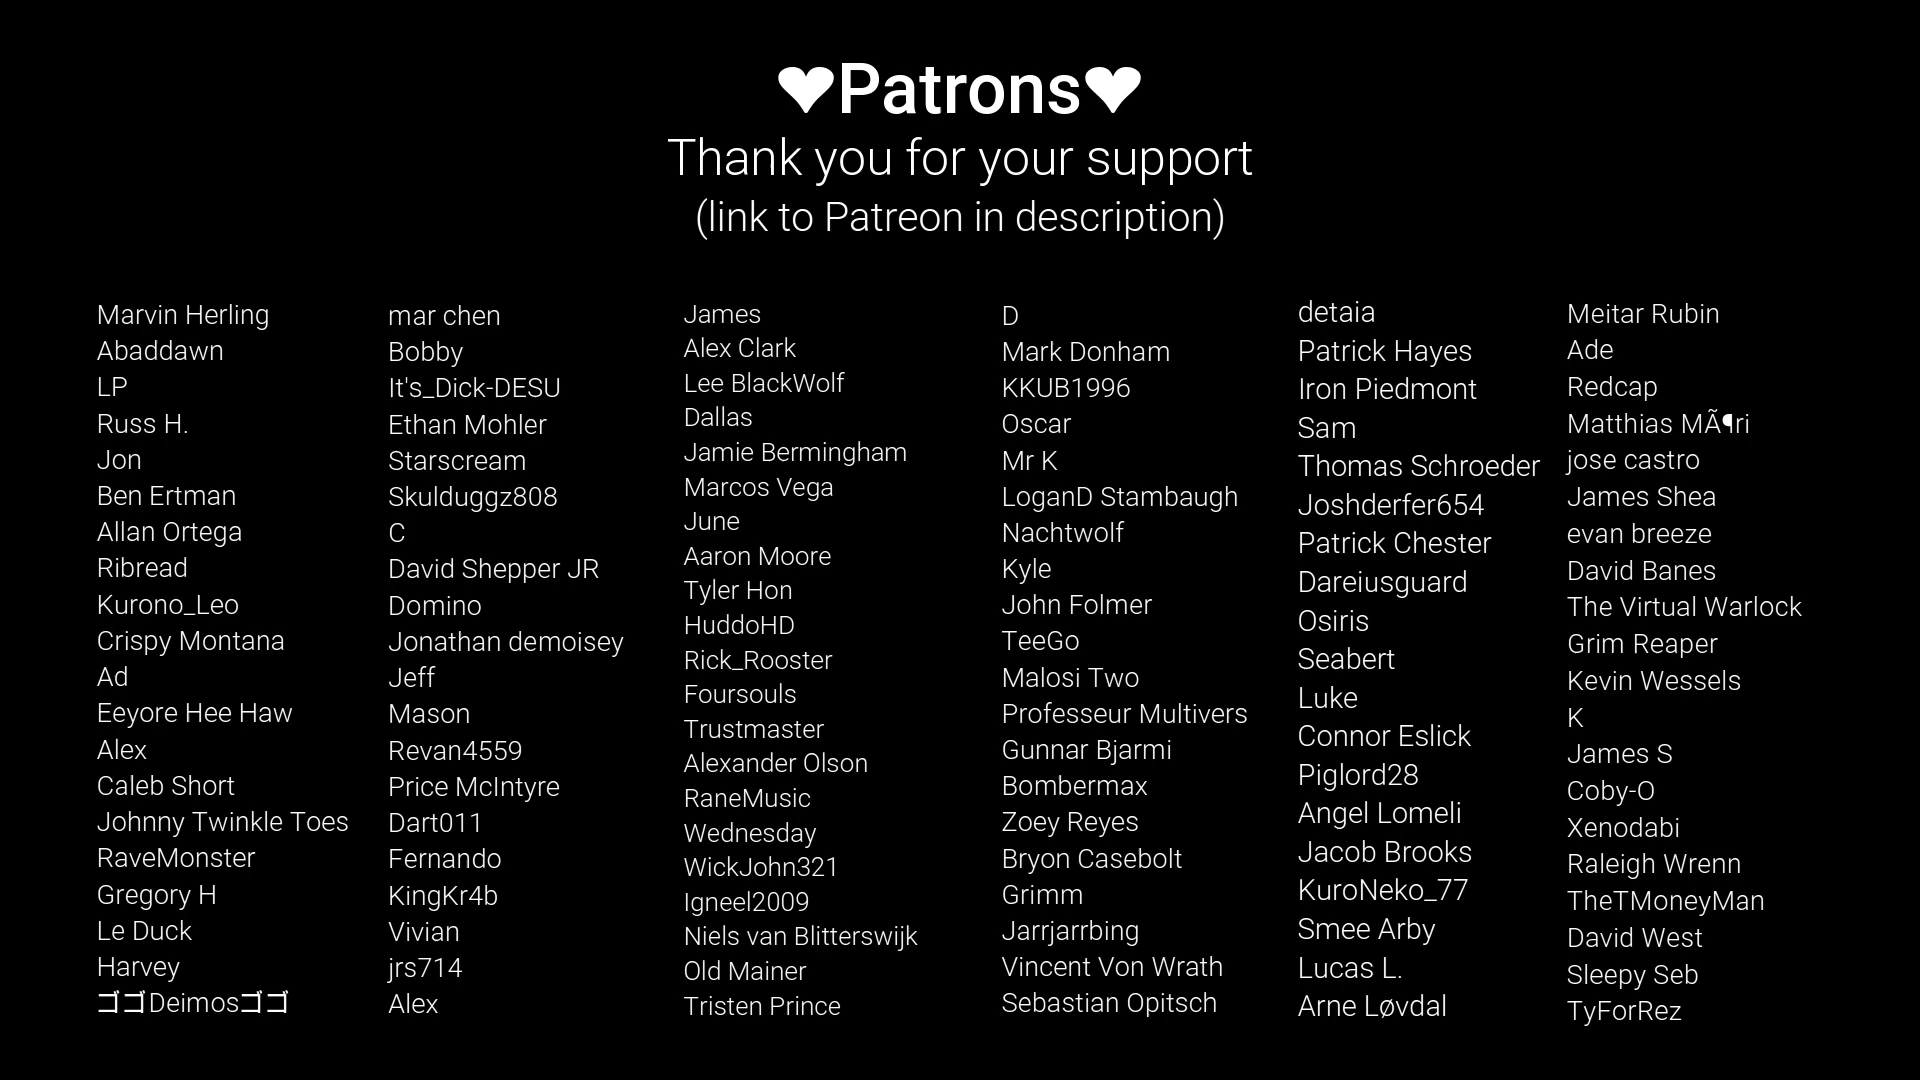 ❤Patrons❤
Thank you for your support
(link to Patreon in description)
Marvin Herling
Abaddawn
LP
Russ H.
Jon
Ben Ertman
Allan Ortega
Ribread
Kurono_Leo
Crispy Montana
Ad
Eeyore Hee Haw
Alex
Caleb Short
Johnny Twinkle Toes
RaveMonster
Gregory H
Le Duck
Harvey
ゴゴDeimosゴゴ
mar chen
Bobby
It's_Dick-DESU
Ethan Mohler
Starscream
Skulduggz808
C
David Shepper JR
Domino
Jonathan demoisey
Jeff
Mason
Revan4559
Price McIntyre
Dart011
Fernando
KingKr4b
Vivian
jrs714
Alex
James
Alex Clark
Lee BlackWolf
Dallas
Jamie Bermingham
Marcos Vega
June
Aaron Moore
Tyler Hon
HuddoHD
Rick_Rooster
Foursouls
Trustmaster
Alexander Olson
RaneMusic
Wednesday
WickJohn321
Igneel2009
Niels van Blitterswijk
Old Mainer
Tristen Prince
D
Mark Donham
KKUB1996
Oscar
Mr K
LoganD Stambaugh
Nachtwolf
Kyle
John Folmer
TeeGo
Malosi Two
Professeur Multivers
Gunnar Bjarmi
Bombermax
Zoey Reyes
Bryon Casebolt
Grimm
Jarrjarrbing
Vincent Von Wrath
Sebastian Opitsch
detaia
Patrick Hayes
Iron Piedmont
Sam
Thomas Schroeder
Joshderfer654
Patrick Chester
Dareiusguard
Osiris
Seabert
Luke
Connor Eslick
Piglord28
Angel Lomeli
Jacob Brooks
KuroNeko_77
Smee Arby
Lucas L.
Arne Løvdal
Meitar Rubin
Ade
Redcap
Matthias MÃ¶ri
jose castro
James Shea
evan breeze
David Banes
The Virtual Warlock
Grim Reaper
Kevin Wessels
K
James S
Coby-O
Xenodabi
Raleigh Wrenn
TheTMoneyMan
David West
Sleepy Seb
TyForRez